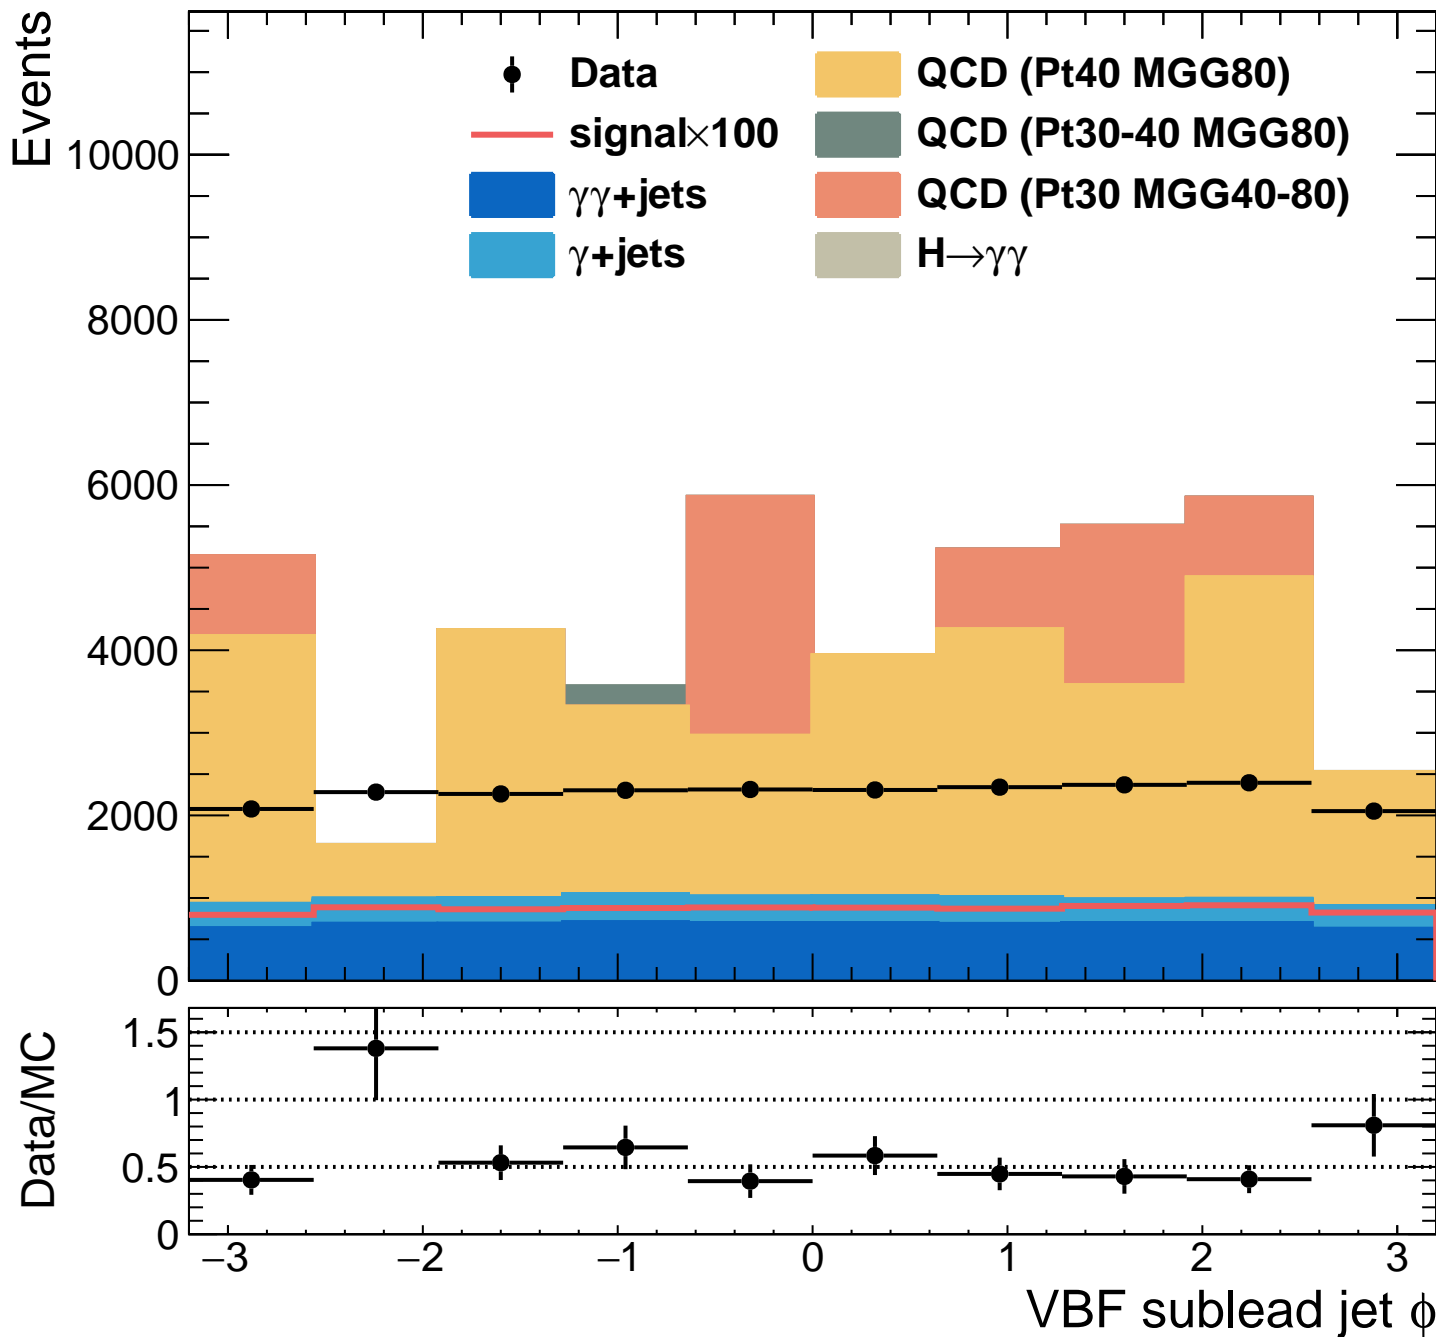 Events
10000
8000
6000
4000
2000
0
Data
signal×100
γγ+jets
γ+jets
QCD (Pt40 MGG80)
QCD (Pt30-40 MGG80)
QCD (Pt30 MGG40-80)
H→γγ
Data/MC
1.5
1
0.5
0
−3 −2 −1 0 1 2 3
VBF sublead jet ϕ